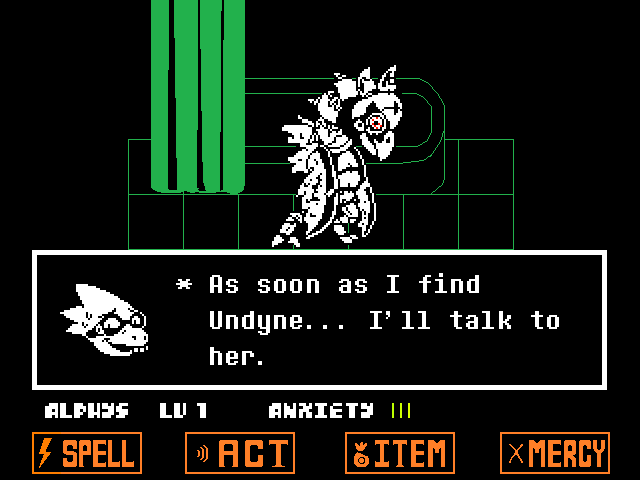 * As soon as I find
Undyne... I'll talk to
her.
ALPHYS LV 1 ANXIETY |||
SPELL ACT ITEM MERCY